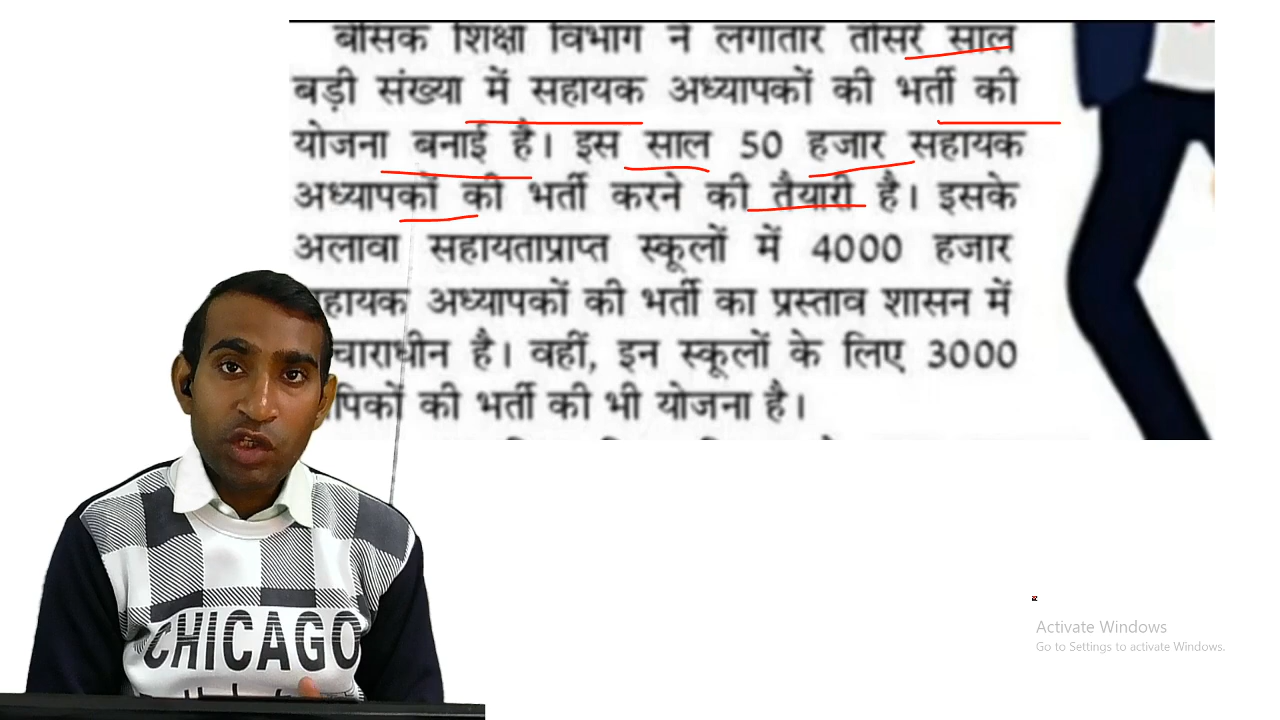 बेसिक शिक्षा विभाग ने लगातार तीसरे साल
बड़ी संख्या में सहायक अध्यापकों की भर्ती की
योजना बनाई है। इस साल 50 हजार सहायक
अध्यापकों की भर्ती करने की तैयारी है। इसके
अलावा सहायताप्राप्त स्कूलों में 4000 हजार
हायक अध्यापकों की भर्ती का प्रस्ताव शासन में
चाराधीन है। वहीं, इन स्कूलों के लिए 3000
पिकों की भर्ती की भी योजना है।
CHICAGO
Activate Windows
Go to Settings to activate Windows.